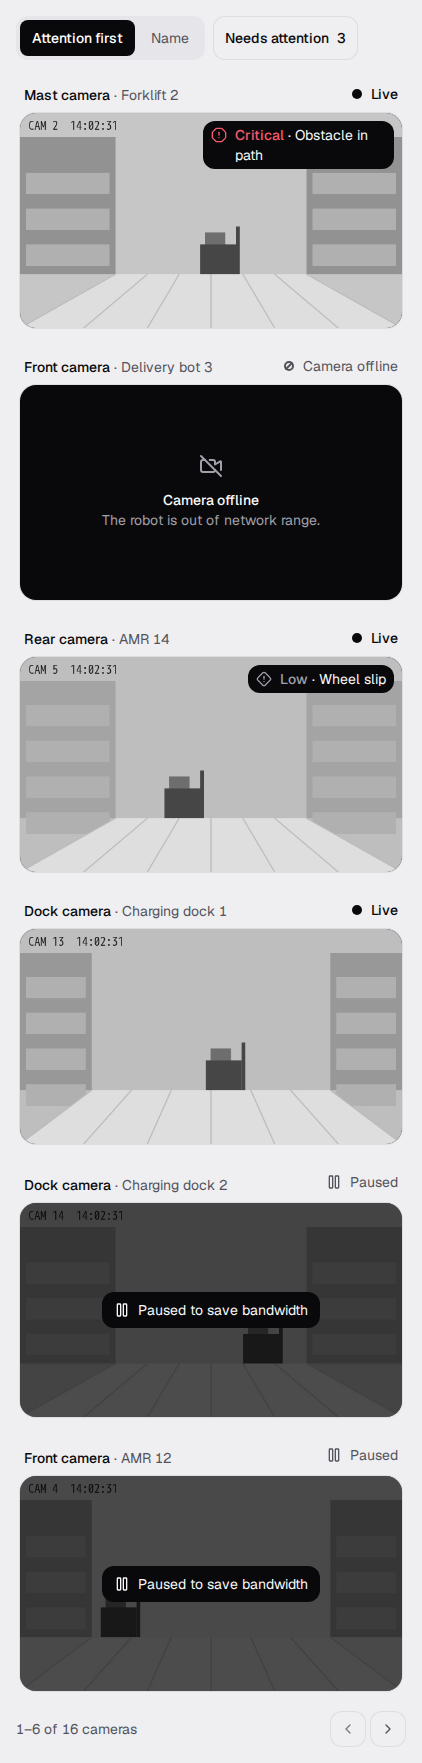 Attention first
Name
Needs attention 3
Mast camera · Forklift 2
Live
CAM 2 14:02:31
Critical · Obstacle in
path
Front camera · Delivery bot 3
Camera offline
Camera offline
The robot is out of network range.
Rear camera · AMR 14
Live
CAM 5 14:02:31
Low · Wheel slip
Dock camera · Charging dock 1
Live
CAM 13 14:02:31
Dock camera · Charging dock 2
Paused
CAM 14 14:02:31
Paused to save bandwidth
Front camera · AMR 12
Paused
CAM 4 14:02:31
Paused to save bandwidth
1–6 of 16 cameras